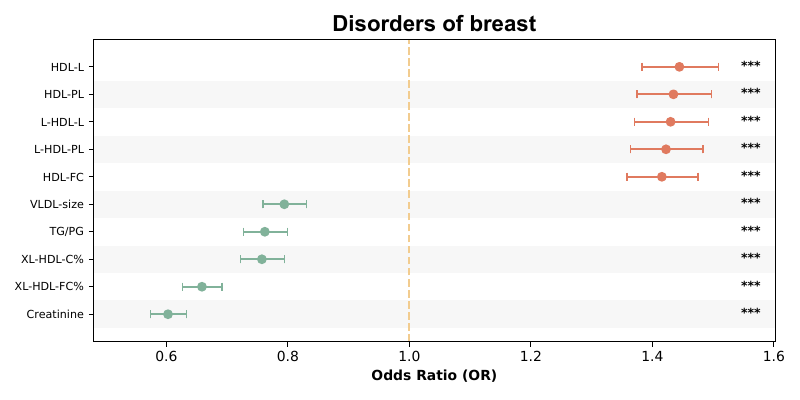 Disorders of breast
HDL-L ***
HDL-PL ***
L-HDL-L ***
L-HDL-PL ***
HDL-FC ***
VLDL-size ***
TG/PG ***
XL-HDL-C% ***
XL-HDL-FC% ***
Creatinine ***
0.6 0.8 1.0 1.2 1.4 1.6
Odds Ratio (OR)